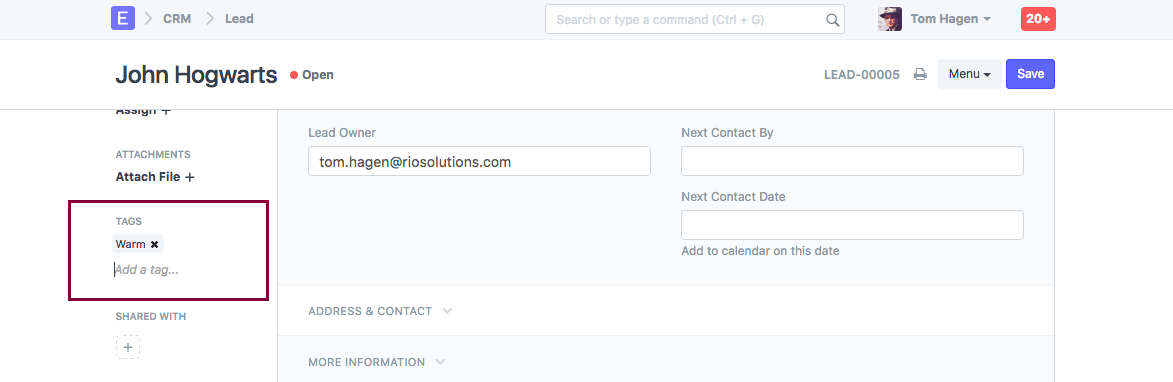 E CRM Lead Search or type a command (Ctrl + G) Tom Hagen 20+
John Hogwarts Open LEAD-00005 Menu Save
Assign +
ATTACHMENTS
Attach File +
TAGS
Warm ✖
Add a tag...
SHARED WITH
+
Lead Owner
tom.hagen@riosolutions.com
Next Contact By
Next Contact Date
Add to calendar on this date
ADDRESS & CONTACT
MORE INFORMATION